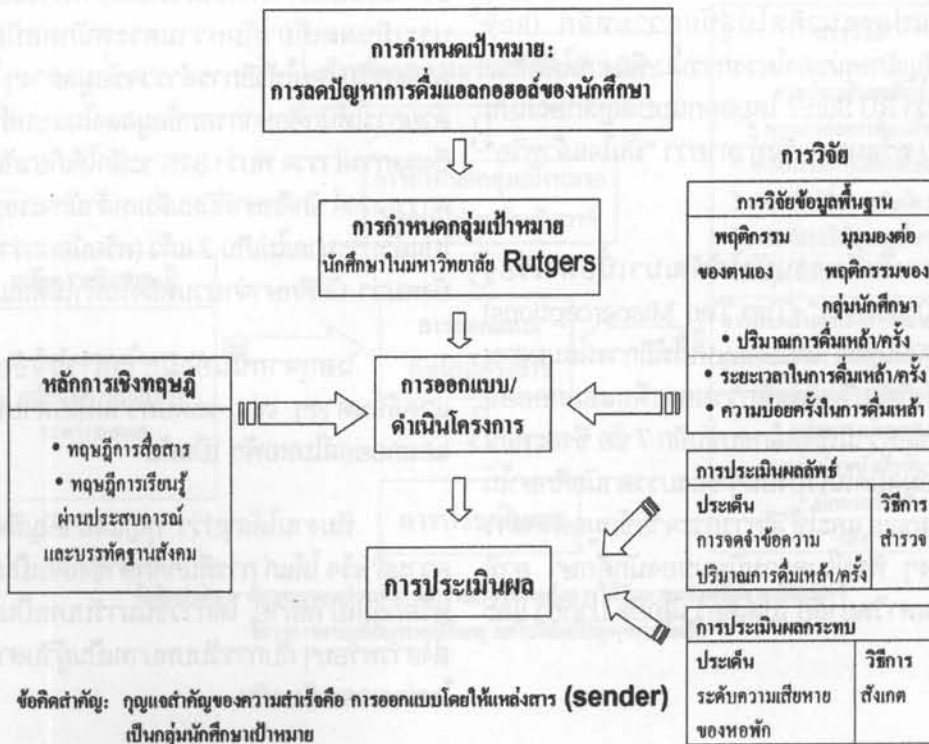 การกำหนดเป้าหมาย:
การลดปัญหาการดื่มแอลกอฮอล์ของนักศึกษา
การกำหนดกลุ่มเป้าหมาย
นักศึกษาในมหาวิทยาลัย Rutgers
การวิจัย
การวิจัยข้อมูลพื้นฐาน
พฤติกรรม มุมมองต่อ
ของตนเอง พฤติกรรมของ
กลุ่มนักศึกษา
• ปริมาณการดื่มเหล้า/ครั้ง
• ระยะเวลาในการดื่มเหล้า/ครั้ง
• ความบ่อยครั้งในการดื่มเหล้า
หลักการเชิงทฤษฎี
• ทฤษฎีการสื่อสาร
• ทฤษฎีการเรียนรู้
ผ่านประสบการณ์
และบรรทัดฐานสังคม
การออกแบบ/
ดำเนินโครงการ
การประเมินผล
การประเมินผลลัพธ์
ประเด็น วิธีการ
การจดจำข้อความ สำรวจ
ปริมาณการดื่มเหล้า/ครั้ง
การประเมินผลกระทบ
ประเด็น วิธีการ
ระดับความเสียหาย สังเกต
ของหอพัก
ข้อคิดสำคัญ: กุญแจสำคัญของความสำเร็จคือ การออกแบบโดยให้แหล่งสาร (sender)
เป็นกลุ่มนักศึกษาเป้าหมาย